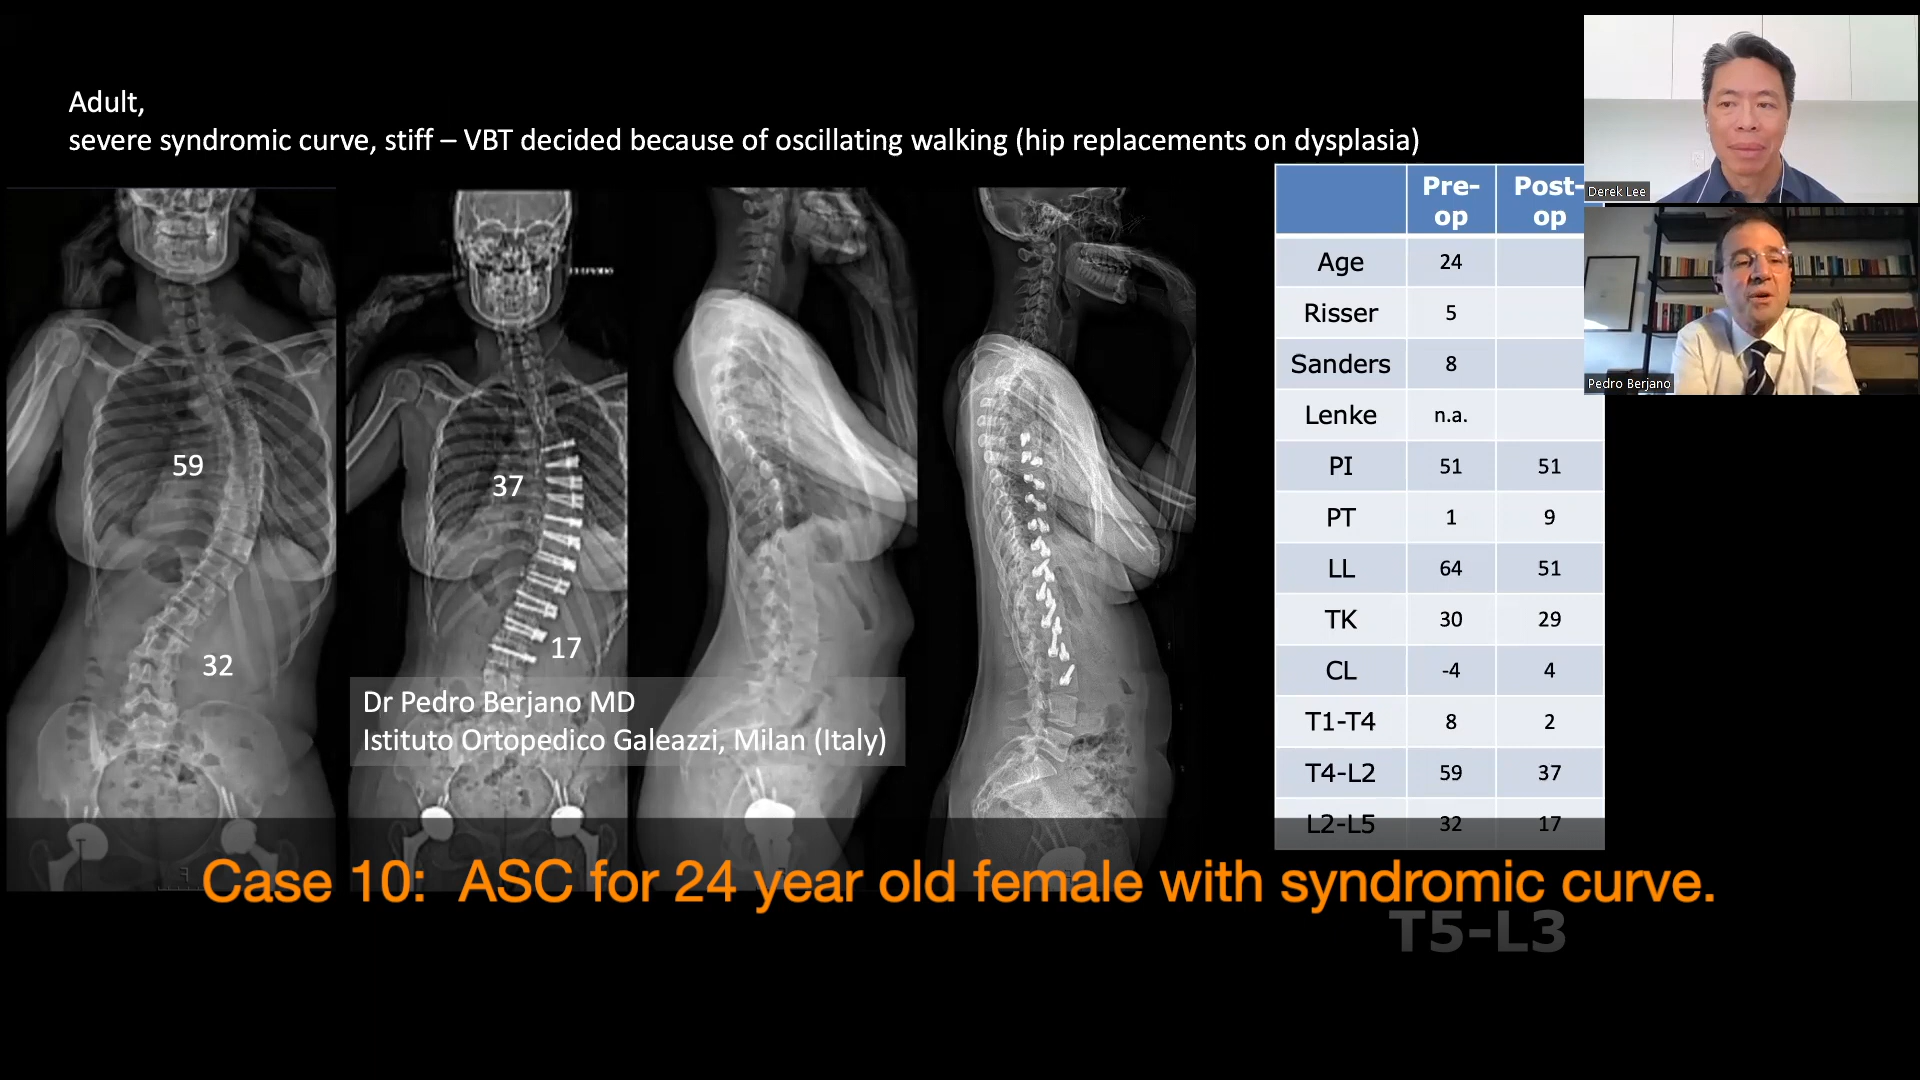 Adult,
severe syndromic curve, stiff – VBT decided because of oscillating walking (hip replacements on dysplasia)
59
32
37
17
Dr Pedro Berjano MD
Istituto Ortopedico Galeazzi, Milan (Italy)
Pre-op Post-op
Age 24
Risser 5
Sanders 8
Lenke n.a.
PI 51 51
PT 1 9
LL 64 51
TK 30 29
CL -4 4
T1-T4 8 2
T4-L2 59 37
L2-L5 32 17
Derek Lee
Pedro Berjano
Case 10: ASC for 24 year old female with syndromic curve.
T5-L3